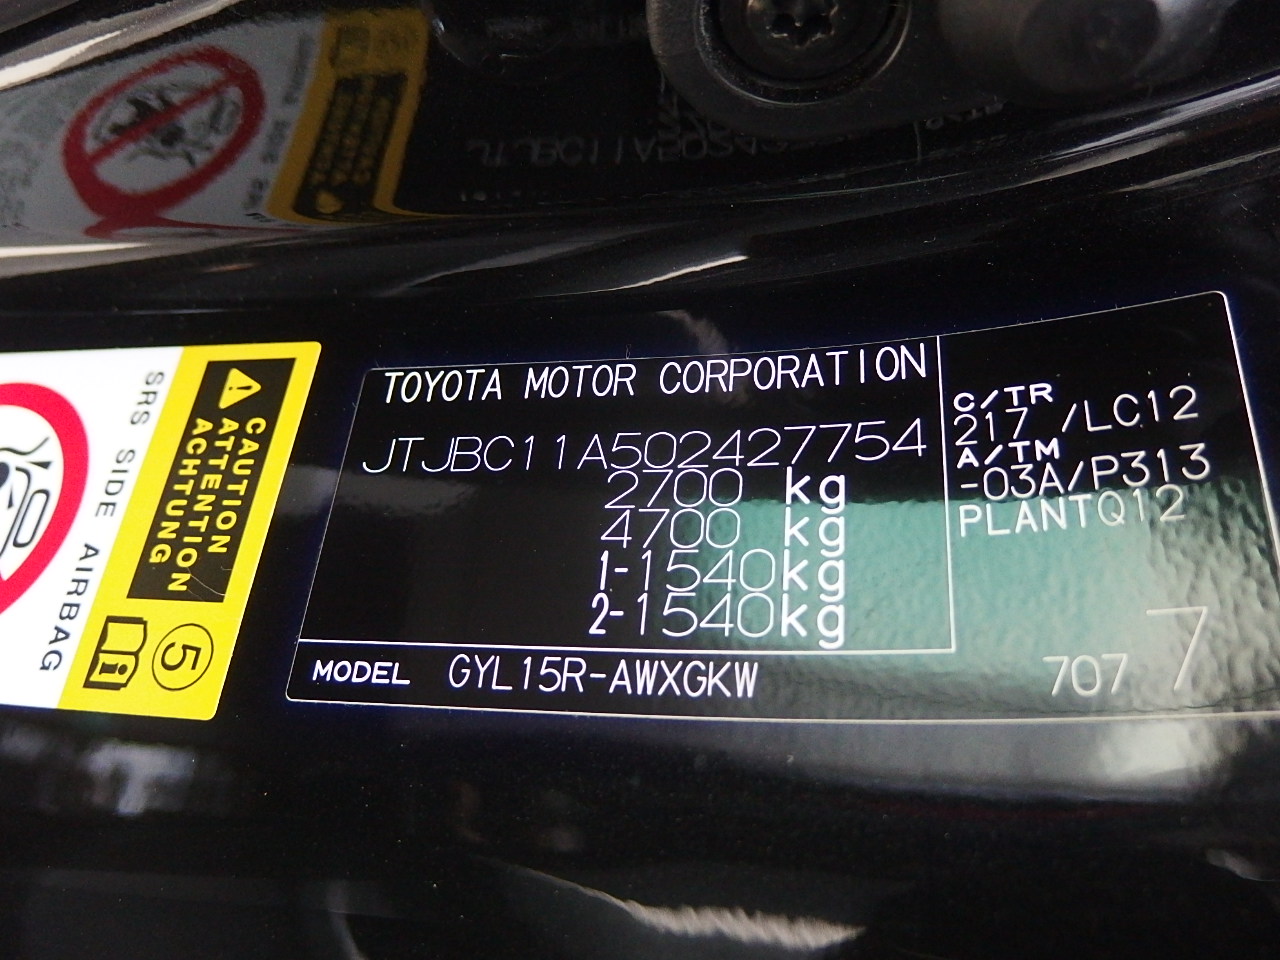 TOYOTA MOTOR CORPORATION
JTJBC11A502427754
2700 kg
4700 kg
1-1540kg
2-1540kg
MODEL GYL15R-AWXGKW
C/TR
217 /LC12
A/TM
-03A/P313
PLANTQ12
707 7
CAUTION
ATTENTION
ACHTUNG
5
SRS SIDE AIRBAG